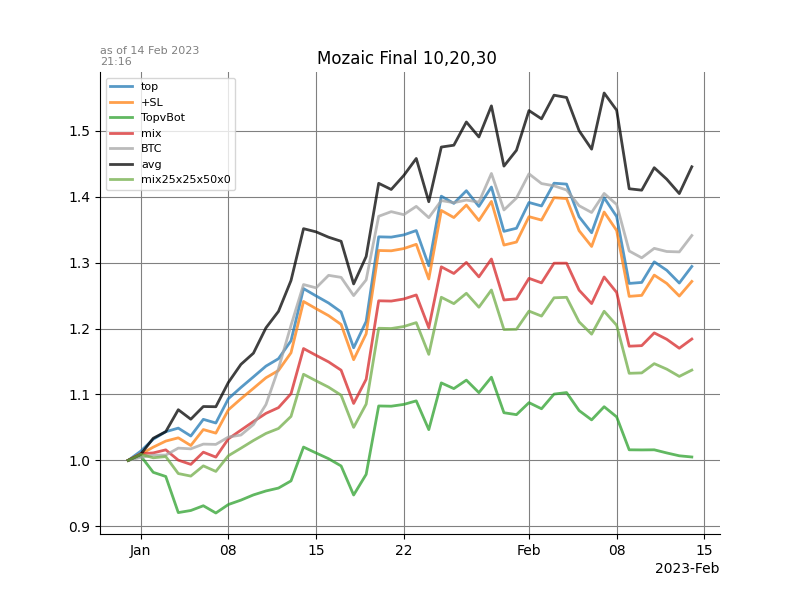 as of 14 Feb 2023
21:16
Mozaic Final 10,20,30
top
+SL
TopvBot
mix
BTC
avg
mix25x25x50x0
1.5
1.4
1.3
1.2
1.1
1.0
0.9
Jan 08 15 22 Feb 08 15
2023-Feb